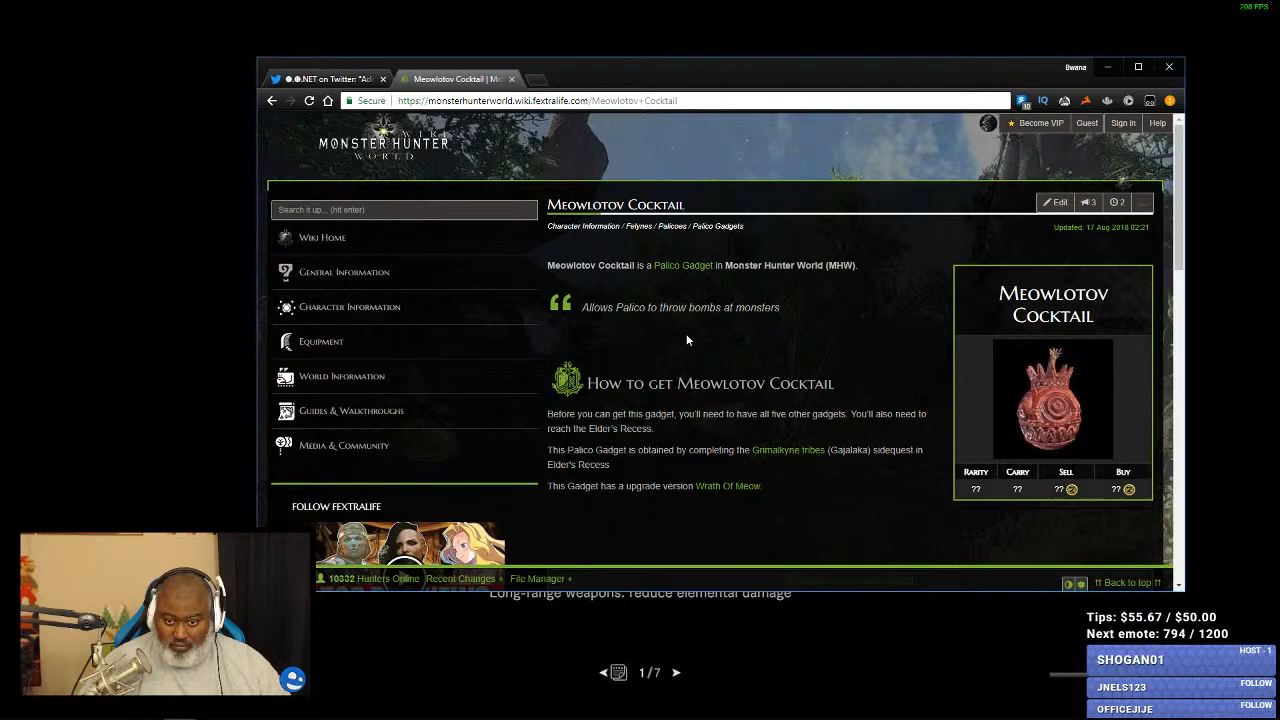 208 FPS
Bwana
●.●.NET on Twitter: "Ad
Meowlotov Cocktail | Mo
Secure
https://monsterhunterworld.wiki.fextralife.com/Meowlotov+Cocktail
10
IQ
Become VIP
Guest
Sign in
Help
WIKI
MONSTER HUNTER
WORLD
Search it up... (hit enter)
WIKI HOME
GENERAL INFORMATION
CHARACTER INFORMATION
EQUIPMENT
WORLD INFORMATION
GUIDES & WALKTHROUGHS
MEDIA & COMMUNITY
FOLLOW FEXTRALIFE
MEOWLOTOV COCKTAIL
Edit
3
2
...
Character Information / Felynes / Palicoes / Palico Gadgets
Updated: 17 Aug 2018 02:21
Meowlotov Cocktail is a Palico Gadget in Monster Hunter World (MHW).
Allows Palico to throw bombs at monsters
HOW TO GET MEOWLOTOV COCKTAIL
Before you can get this gadget, you'll need to have all five other gadgets. You'll also need to
reach the Elder's Recess.
This Palico Gadget is obtained by completing the Grimalkyne tribes (Gajalaka) sidequest in
Elder's Recess
This Gadget has a upgrade version Wrath Of Meow.
MEOWLOTOV
COCKTAIL
RARITY CARRY SELL BUY
?? ?? ?? ??
10332 Hunters Online Recent Changes + File Manager +
↑↑ Back to top ↑↑
Long-range weapons: reduce elemental damage
1/7
Tips: $55.67 / $50.00
Next emote: 794 / 1200
SHOGAN01
HOST - 1
JNELS123
FOLLOW
OFFICEJIJE
FOLLOW